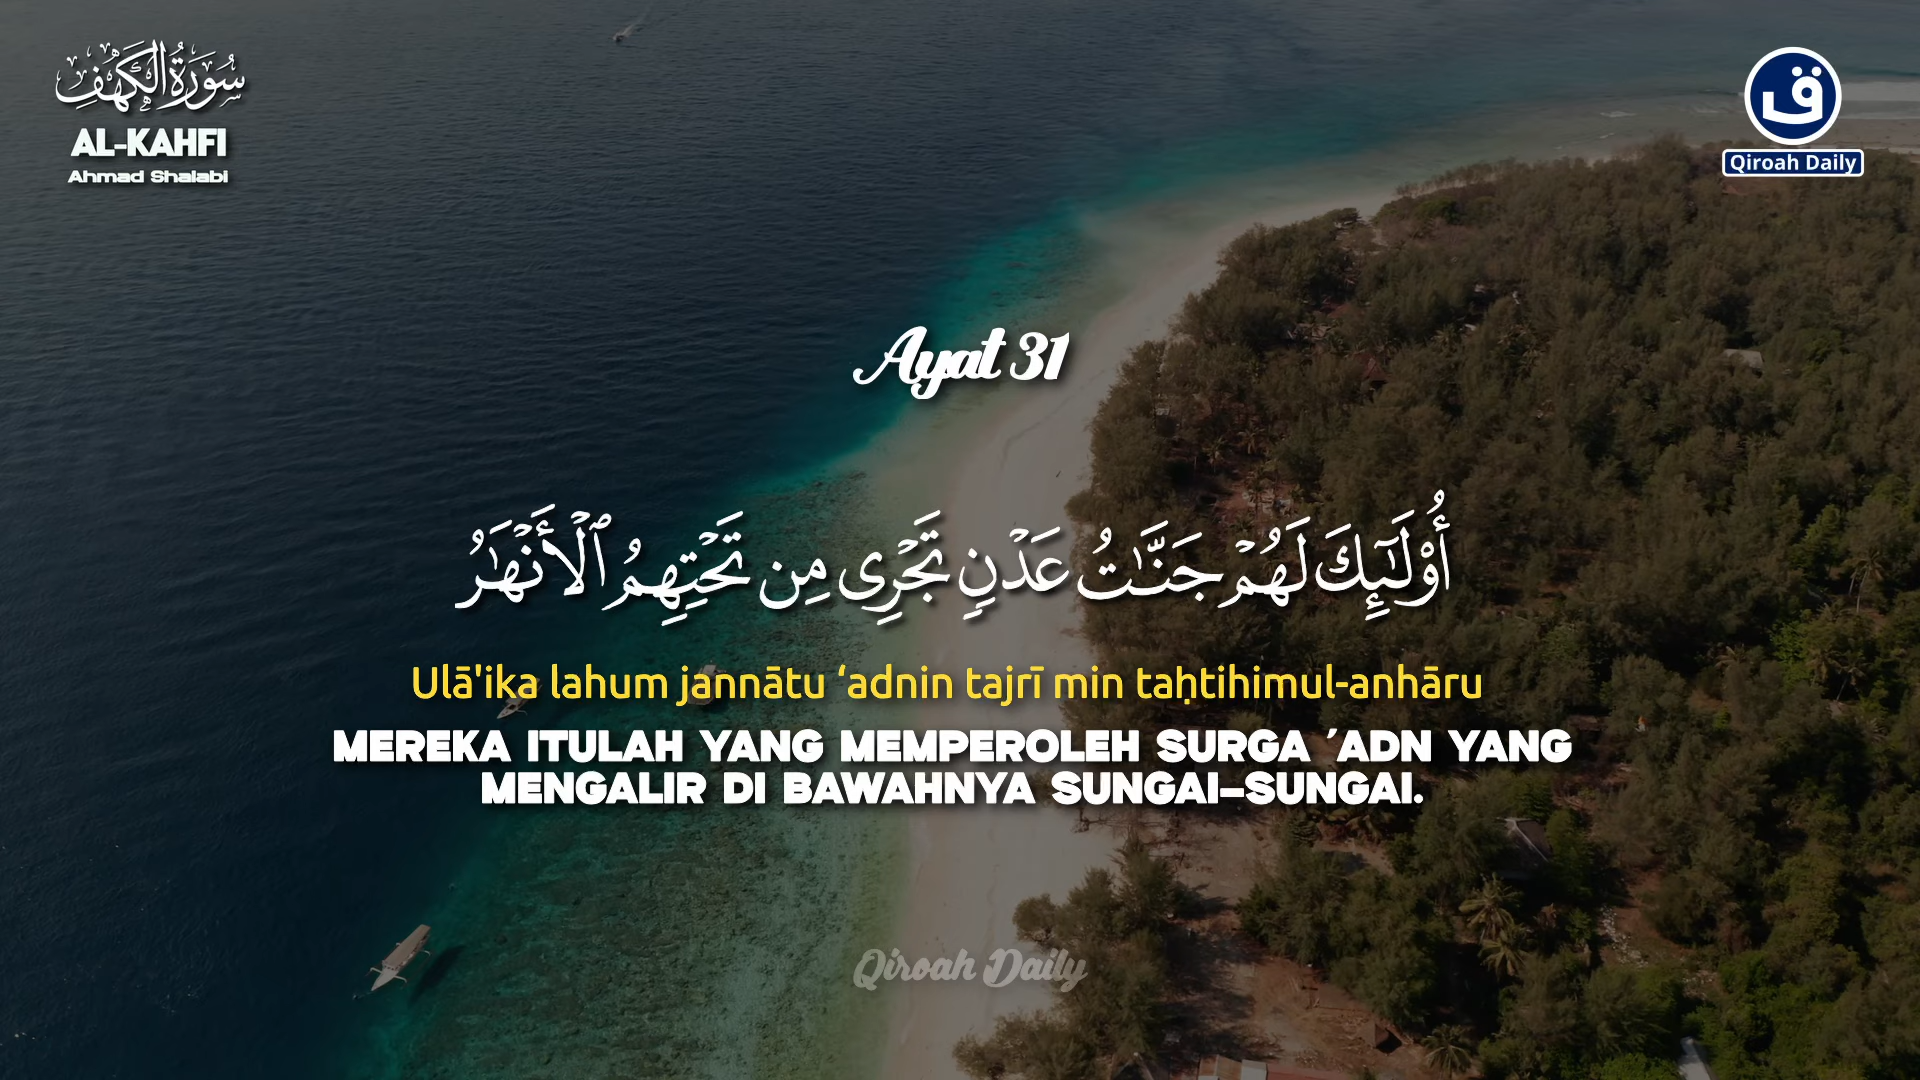 سُورَةُ الكَهْفِ
AL-KAHFI
Ahmad Shalabi
ق
Qiroah Daily
Ayat 31
أُوْلَٰٓئِكَ لَهُمْ جَنَّٰتُ عَدْنٍ تَجْرِى مِن تَحْتِهِمُ ٱلْأَنْهَٰرُ
Ulā'ika lahum jannātu ‘adnin tajrī min taḥtihimul-anhāru
MEREKA ITULAH YANG MEMPEROLEH SURGA ‘ADN YANG
MENGALIR DI BAWAHNYA SUNGAI-SUNGAI.
Qiroah Daily